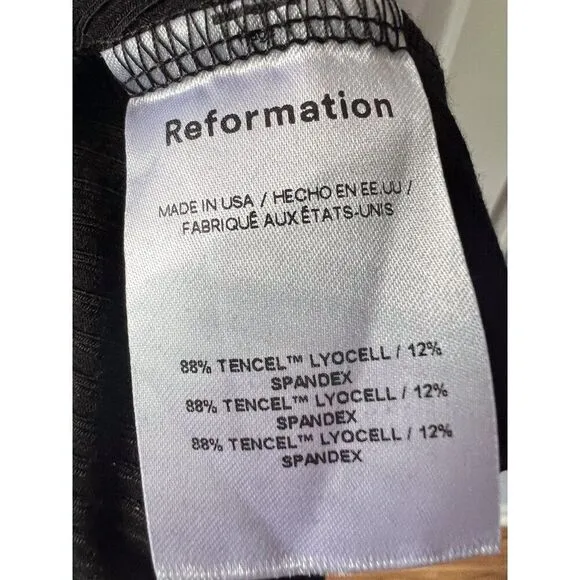 Reformation
MADE IN USA / HECHO EN EE.UU /
FABRIQUÉ AUX ÉTATS-UNIS
88% TENCEL™ LYOCELL / 12%
SPANDEX
88% TENCEL™ LYOCELL / 12%
SPANDEX
88% TENCEL™ LYOCELL / 12%
SPANDEX